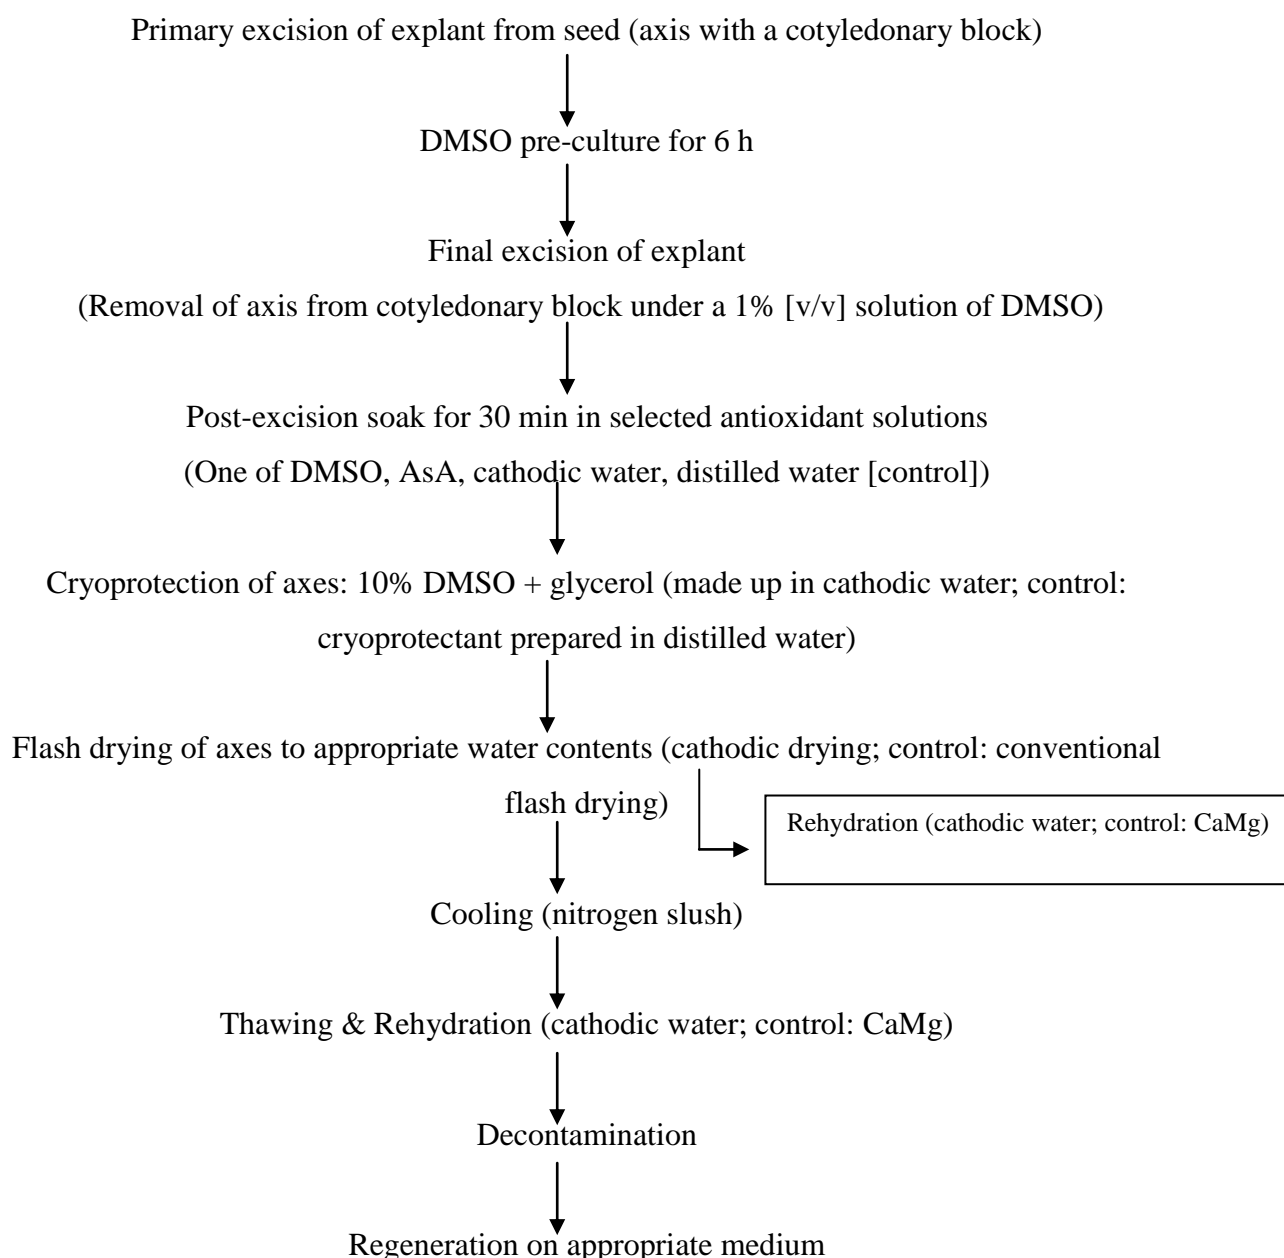 Primary excision of explant from seed (axis with a cotyledonary block)
DMSO pre-culture for 6 h
Final excision of explant
(Removal of axis from cotyledonary block under a 1% [v/v] solution of DMSO)
Post-excision soak for 30 min in selected antioxidant solutions
(One of DMSO, AsA, cathodic water, distilled water [control])
Cryoprotection of axes: 10% DMSO + glycerol (made up in cathodic water; control:
cryoprotectant prepared in distilled water)
Flash drying of axes to appropriate water contents (cathodic drying; control: conventional
flash drying)
Rehydration (cathodic water; control: CaMg)
Cooling (nitrogen slush)
Thawing & Rehydration (cathodic water; control: CaMg)
Decontamination
Regeneration on appropriate medium